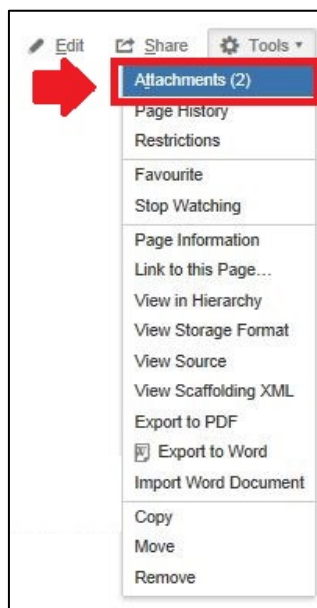 Edit Share Tools
Attachments (2)
Page History
Restrictions
Favourite
Stop Watching
Page Information
Link to this Page...
View in Hierarchy
View Storage Format
View Source
View Scaffolding XML
Export to PDF
Export to Word
Import Word Document
Copy
Move
Remove